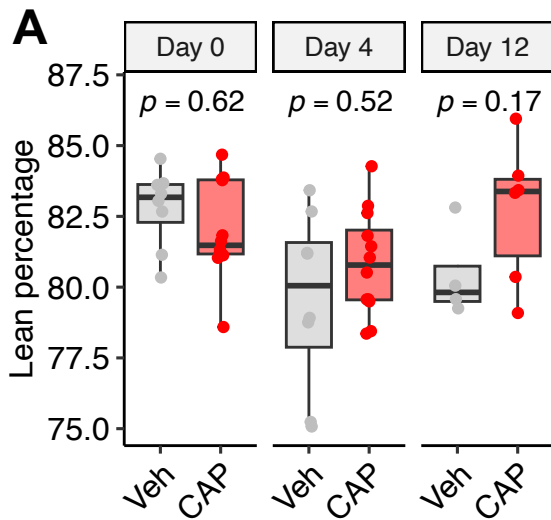 A
Day 0 Day 4 Day 12
p = 0.62 p = 0.52 p = 0.17
Lean percentage
87.5
85.0
82.5
80.0
77.5
75.0
Veh CAP Veh CAP Veh CAP